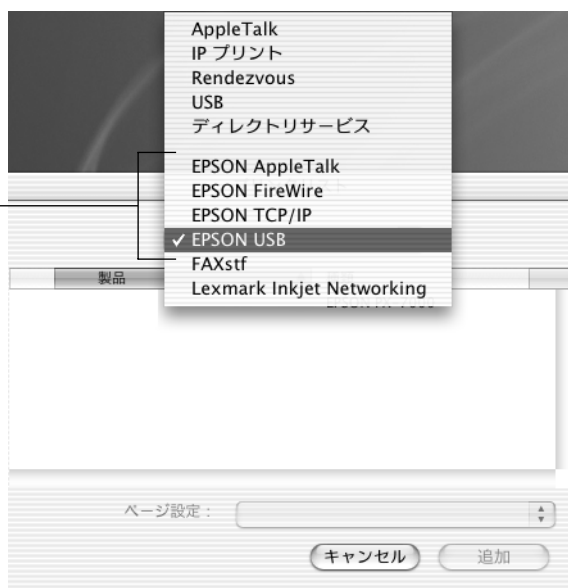 AppleTalk
IP プリント
Rendezvous
USB
ディレクトリサービス
EPSON AppleTalk
EPSON FireWire
EPSON TCP/IP
✓ EPSON USB
FAXstf
Lexmark Inkjet Networking
製品
ページ設定：
キャンセル 追加